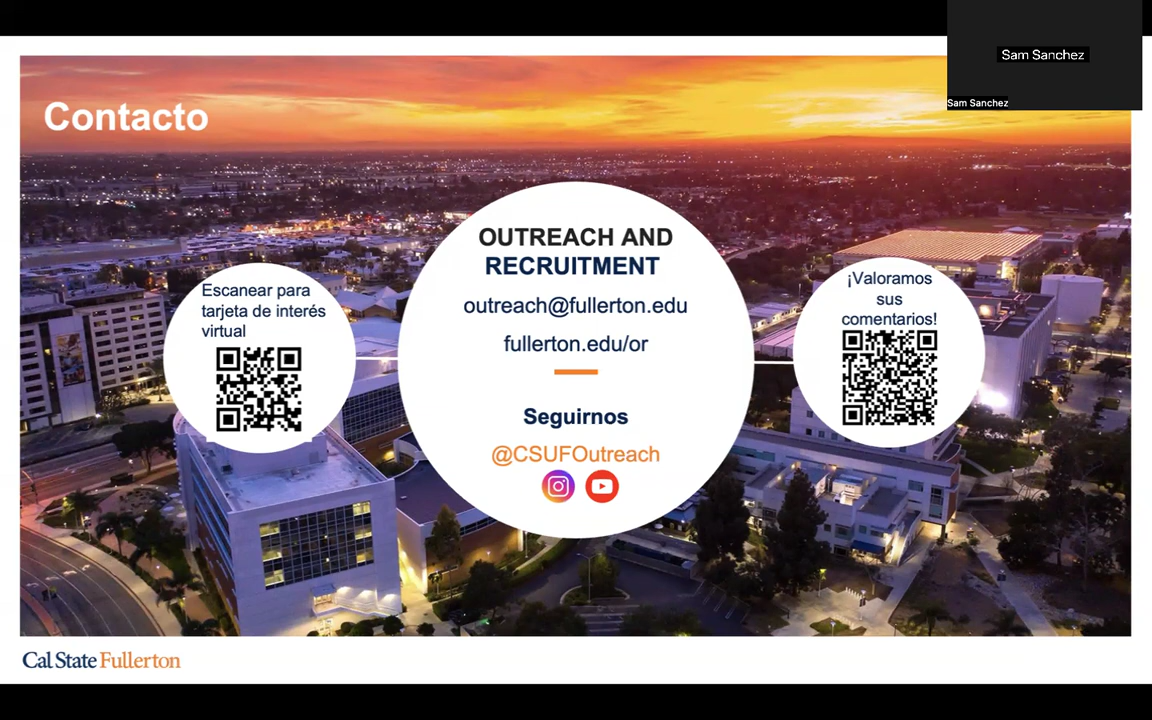 Sam Sanchez
Sam Sanchez
Contacto
Escanear para
tarjeta de interés
virtual
OUTREACH AND
RECRUITMENT
outreach@fullerton.edu
fullerton.edu/or
Seguirnos
@CSUFOutreach
¡Valoramos
sus
comentarios!
Cal State Fullerton